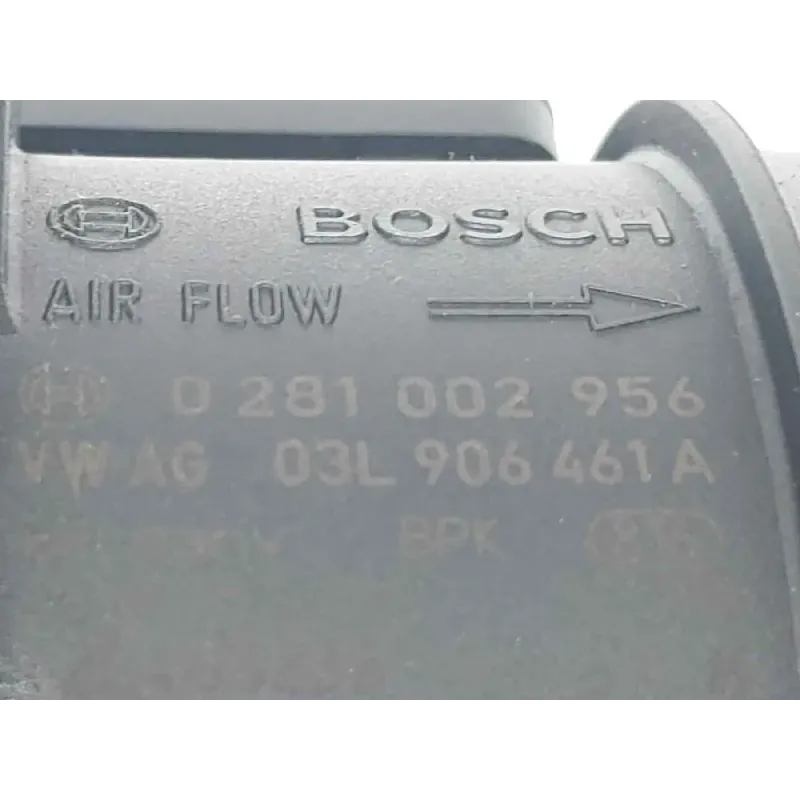 BOSCH
AIR FLOW
0 281 002 956
VW AG 03L 906 461 A
BPK